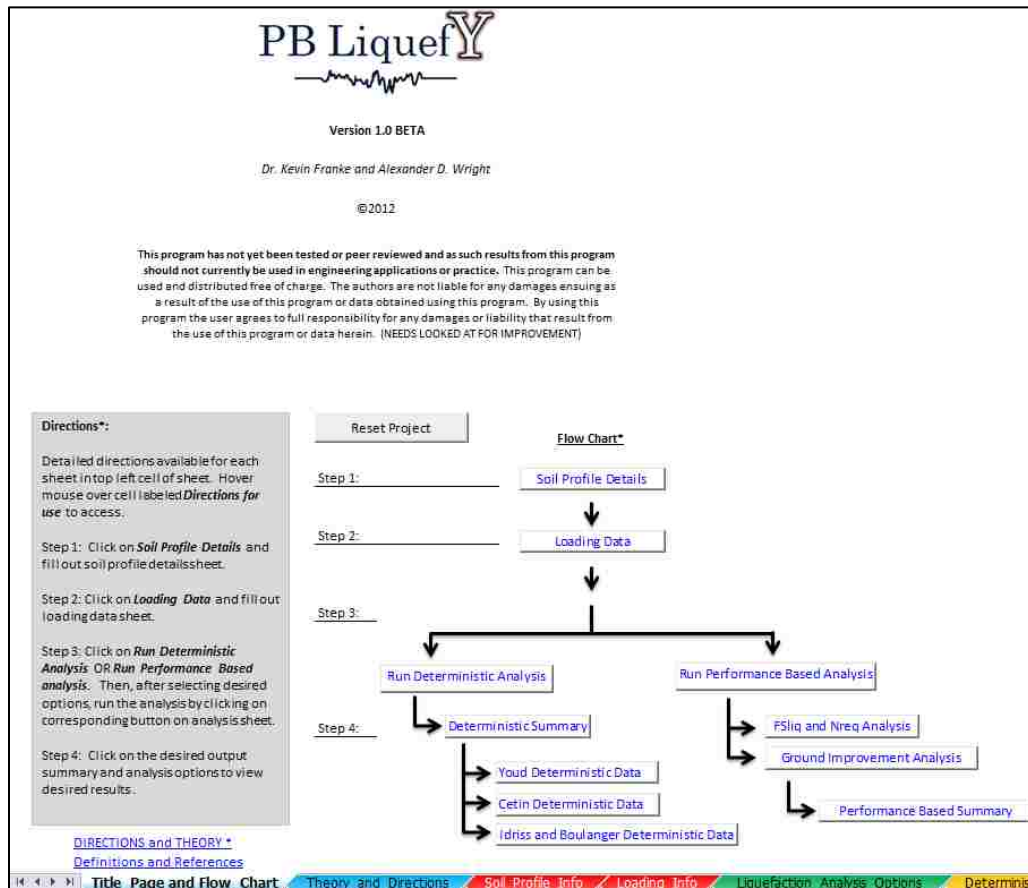 PB LiquefY
Version 1.0 BETA
Dr. Kevin Franke and Alexander D. Wright
©2012
This program has not yet been tested or peer reviewed and as such results from this program
should not currently be used in engineering applications or practice. This program can be
used and distributed free of charge. The authors are not liable for any damages ensuing as
a result of the use of this program or data obtained using this program. By using this
program the user agrees to full responsibility for any damages or liability that result from
the use of this program or data herein. (NEEDS LOOKED AT FOR IMPROVEMENT)
Directions*:
Detailed directions available for each
sheet in top left cell of sheet. Hover
mouse over cell labeled Directions for
use to access.
Step 1: Click on Soil Profile Details and
fill out soil profile details sheet.
Step 2: Click on Loading Data and fill out
loading data sheet.
Step 3: Click on Run Deterministic
Analysis OR Run Performance Based
analysis. Then, after selecting desired
options, run the analysis by clicking on
corresponding button on analysis sheet.
Step 4: Click on the desired output
summary and analysis options to view
desired results.
DIRECTIONS and THEORY *
Definitions and References
Reset Project
Flow Chart*
Step 1:
Soil Profile Details
Step 2:
Loading Data
Step 3:
Run Deterministic Analysis
Run Performance Based Analysis
Step 4:
Deterministic Summary
FSliq and Nreq Analysis
Ground Improvement Analysis
Youd Deterministic Data
Cetin Deterministic Data
Performance Based Summary
Idriss and Boulanger Deterministic Data
Title Page and Flow Chart
Theory and Directions
Soil Profile Info
Loading Info
Liquefaction Analysis Options
Determina